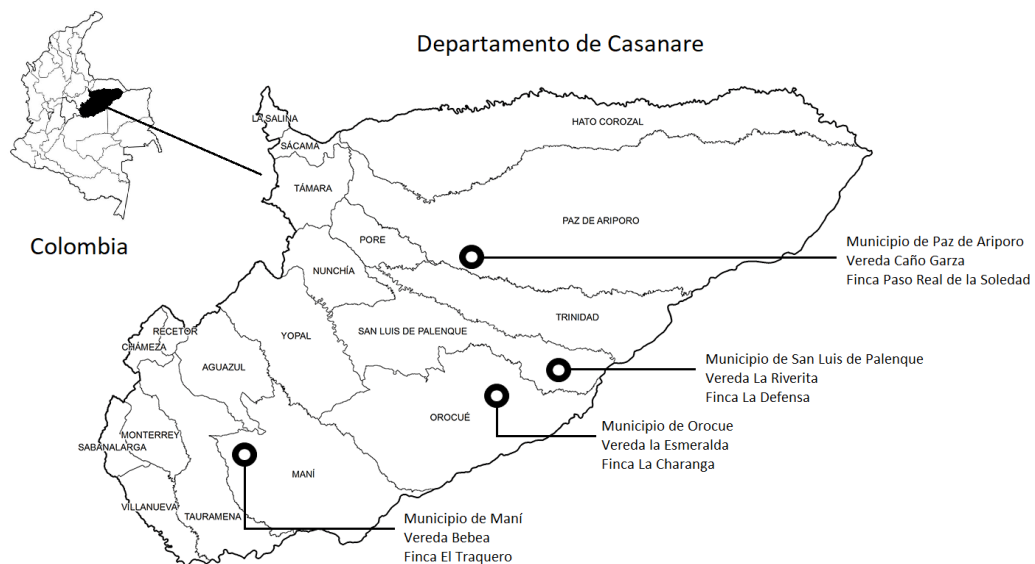 Departamento de Casanare
Colombia
LA SALINA
HATO COROZAL
SÁCAMA
TÁMARA
PAZ DE ARIPORO
PORE
NUNCHÍA
Municipio de Paz de Ariporo
Vereda Caño Garza
Finca Paso Real de la Soledad
TRINIDAD
RECETOR
YOPAL
SAN LUIS DE PALENQUE
CHÁMEZA
AGUAZUL
Municipio de San Luis de Palenque
Vereda La Riverita
Finca La Defensa
OROCUÉ
Municipio de Orocue
Vereda la Esmeralda
Finca La Charanga
MONTERREY
SABANALARGA
MANÍ
VILLANUEVA
TAURAMENA
Municipio de Maní
Vereda Bebea
Finca El Traquero